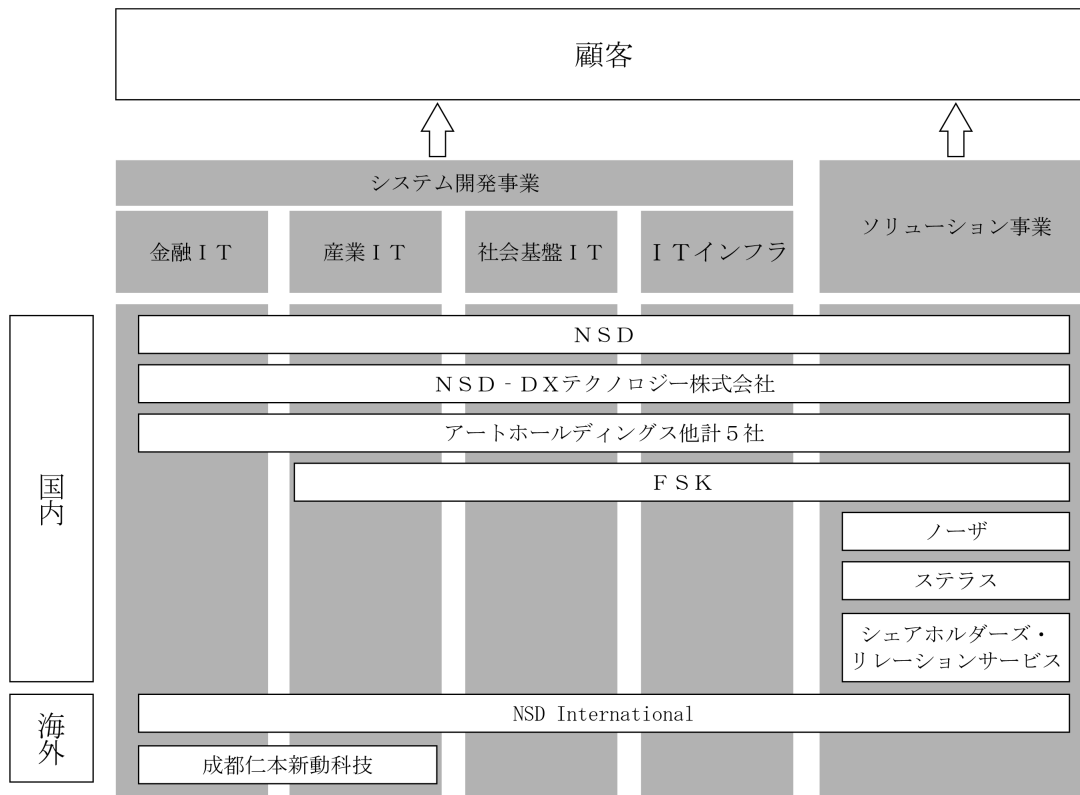 顧客
システム開発事業
ソリューション事業
金融ＩＴ
産業ＩＴ
社会基盤ＩＴ
ＩＴインフラ
国内
ＮＳＤ
ＮＳＤ‐ＤＸテクノロジー株式会社
アートホールディングス他計５社
ＦＳＫ
ノーザ
ステラス
シェアホルダーズ・
リレーションサービス
海外
NSD International
成都仁本新動科技